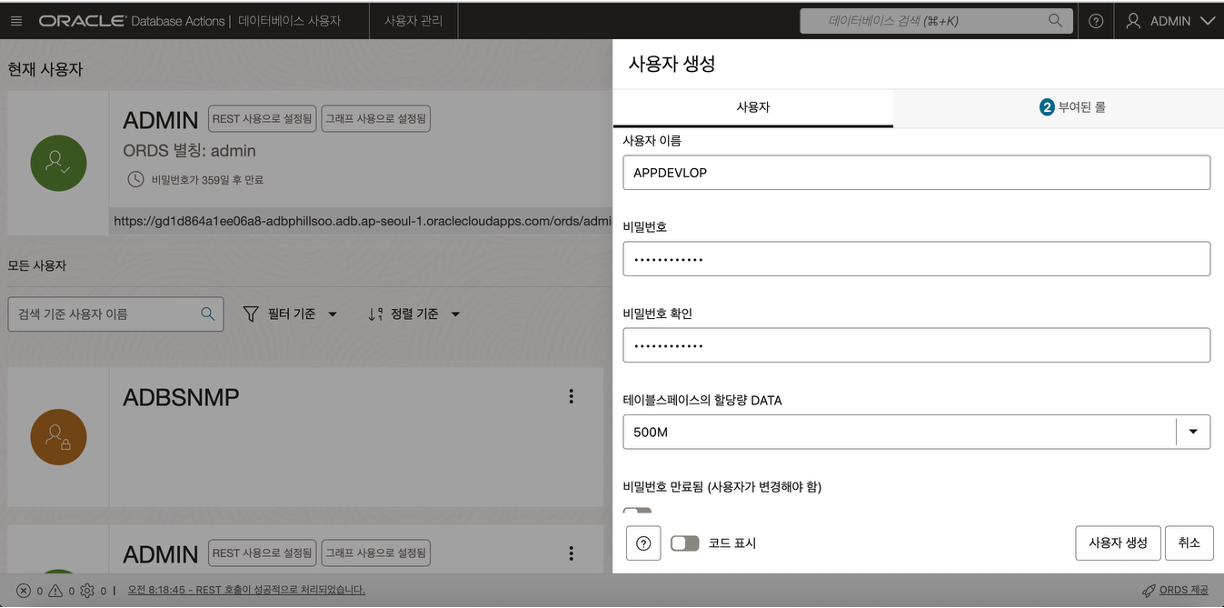 ORACLE Database Actions | 데이터베이스 사용자 사용자 관리 데이터베이스 검색 (⌘+K) ADMIN
현재 사용자
ADMIN REST 사용으로 설정됨 그래프 사용으로 설정됨
ORDS 별칭: admin
비밀번호가 359일 후 만료
https://gd1d864a1ee06a8-adbphillsoo.adb.ap-seoul-1.oraclecloudapps.com/ords/admi
모든 사용자
검색 기준 사용자 이름 필터 기준 정렬 기준
ADBSNMP
ADMIN REST 사용으로 설정됨 그래프 사용으로 설정됨
사용자 생성
사용자 2 부여된 롤
사용자 이름
APPDEVLOP
비밀번호
••••••••••••
비밀번호 확인
••••••••••••
테이블스페이스의 할당량 DATA
500M
비밀번호 만료됨 (사용자가 변경해야 함)
코드 표시 사용자 생성 취소
0 0 0 | 오전 8:18:45 - REST 호출이 성공적으로 처리되었습니다. ORDS 제공